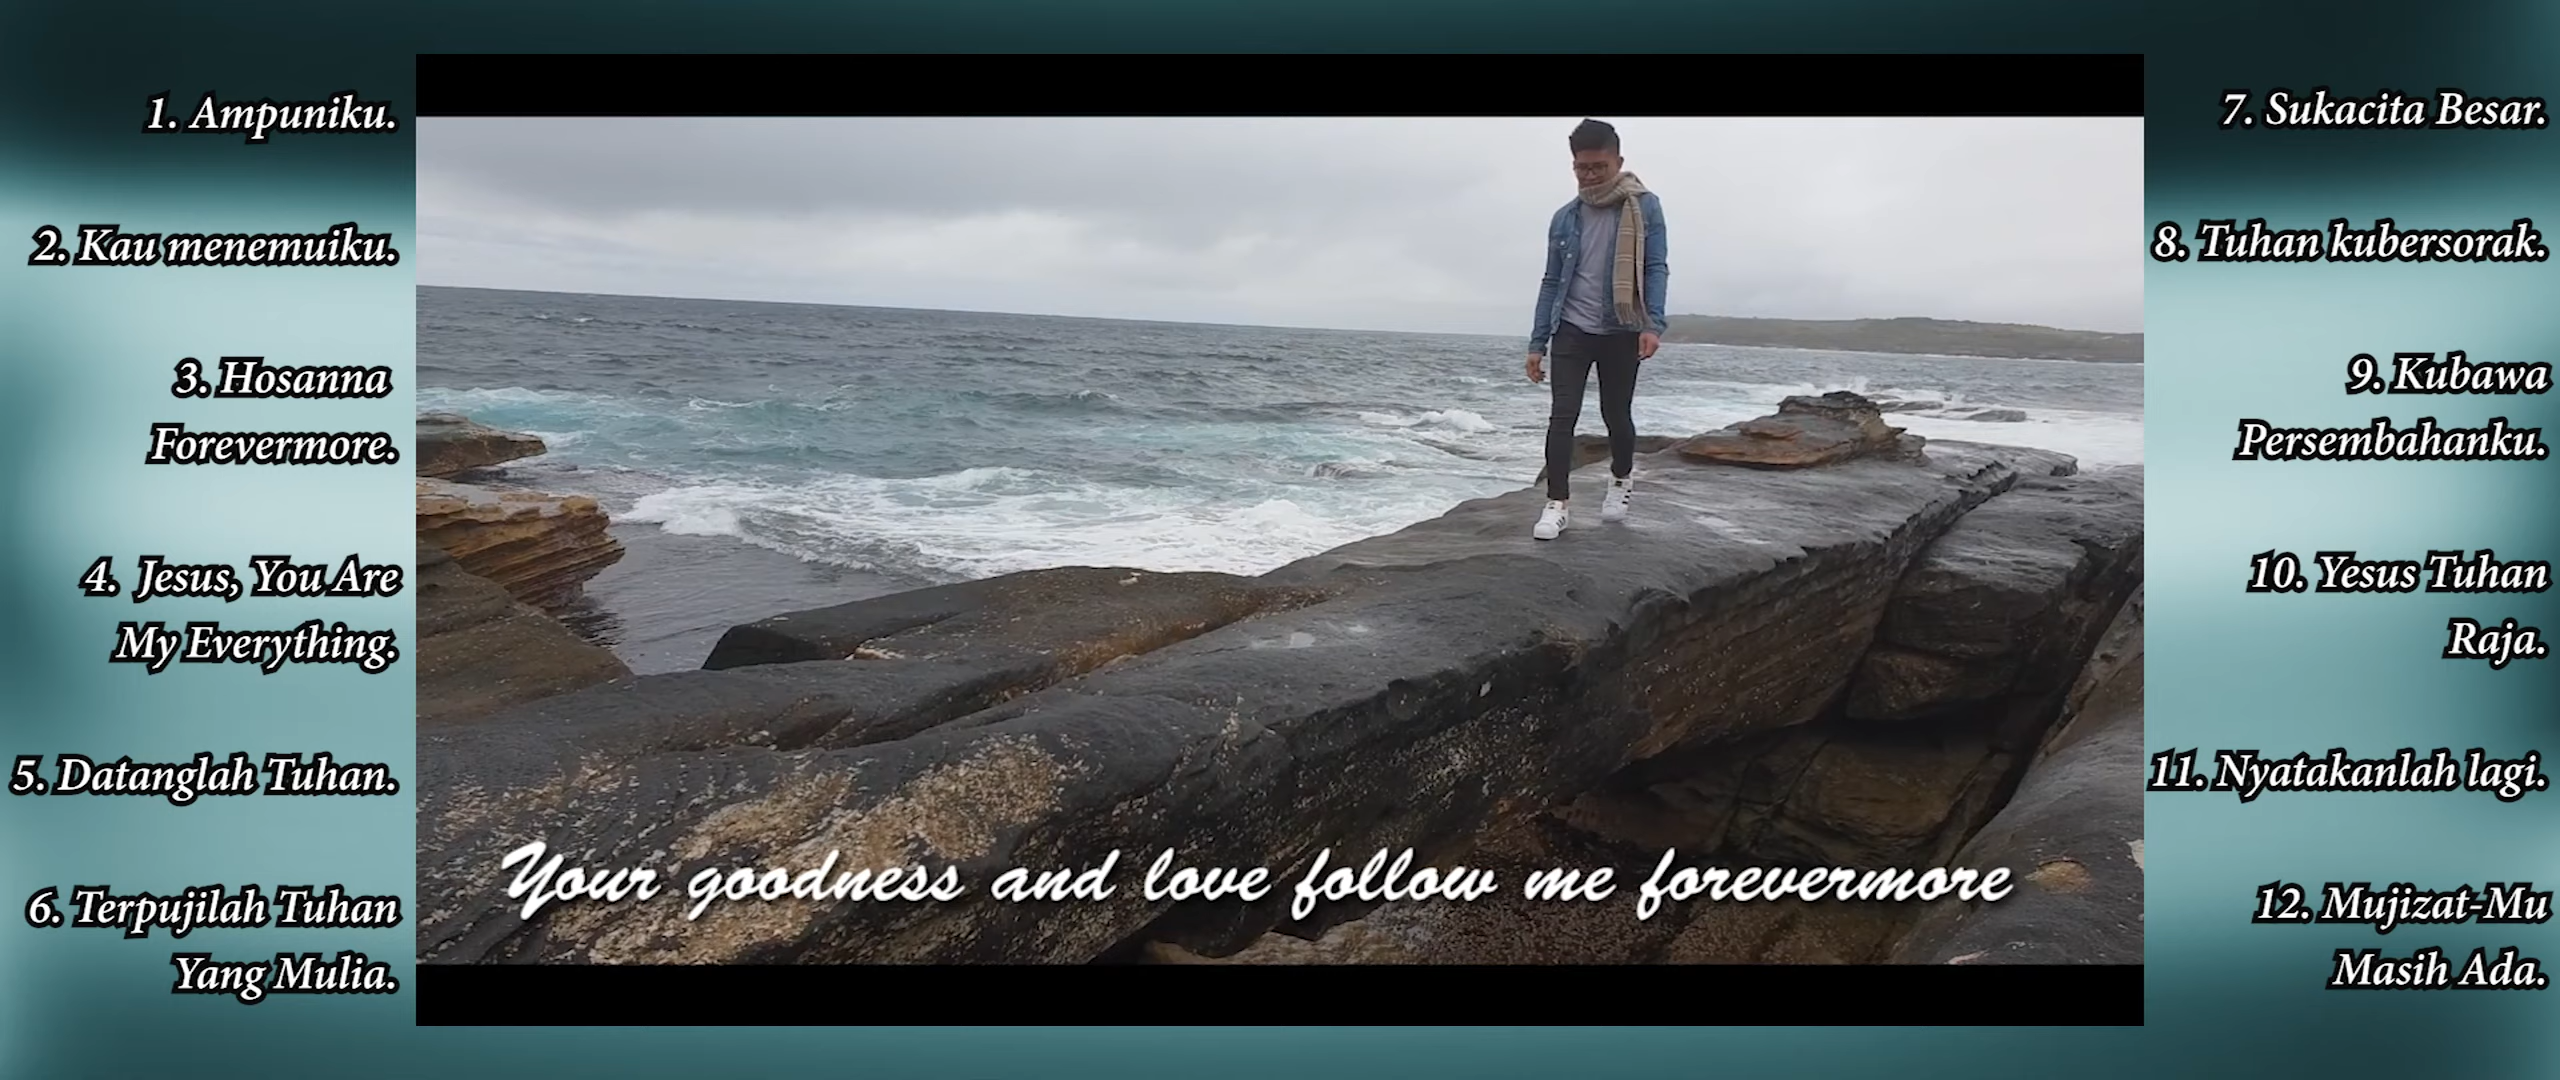 1. Ampuniku.
2. Kau menemuiku.
3. Hosanna
Forevermore.
4. Jesus, You Are
My Everything.
5. Datanglah Tuhan.
6. Terpujilah Tuhan
Yang Mulia.
Your goodness and love follow me forevermore
7. Sukacita Besar.
8. Tuhan kubersorak.
9. Kubawa
Persembahanku.
10. Yesus Tuhan
Raja.
11. Nyatakanlah lagi.
12. Mujizat-Mu
Masih Ada.